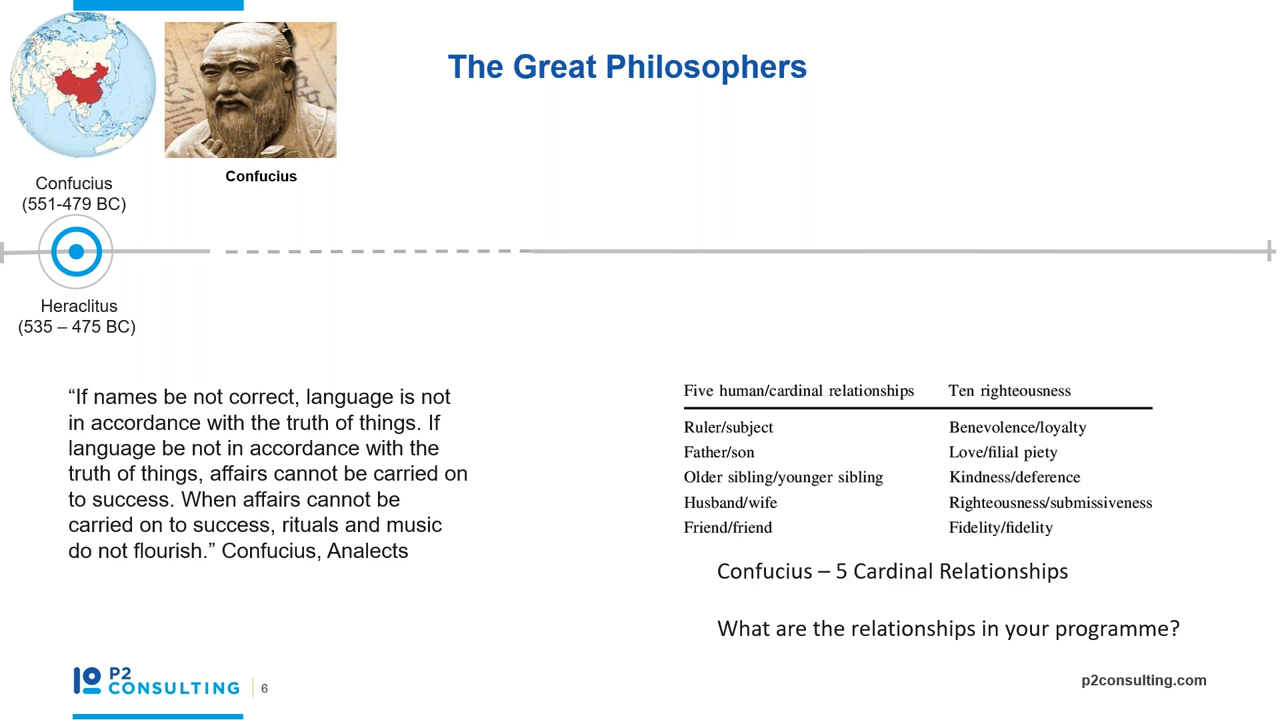 The Great Philosophers
Confucius
Confucius
(551-479 BC)
Heraclitus
(535 – 475 BC)
“If names be not correct, language is not
in accordance with the truth of things. If
language be not in accordance with the
truth of things, affairs cannot be carried on
to success. When affairs cannot be
carried on to success, rituals and music
do not flourish.” Confucius, Analects
Five human/cardinal relationships Ten righteousness
Ruler/subject Benevolence/loyalty
Father/son Love/filial piety
Older sibling/younger sibling Kindness/deference
Husband/wife Righteousness/submissiveness
Friend/friend Fidelity/fidelity
Confucius – 5 Cardinal Relationships
What are the relationships in your programme?
P2
CONSULTING
6
p2consulting.com